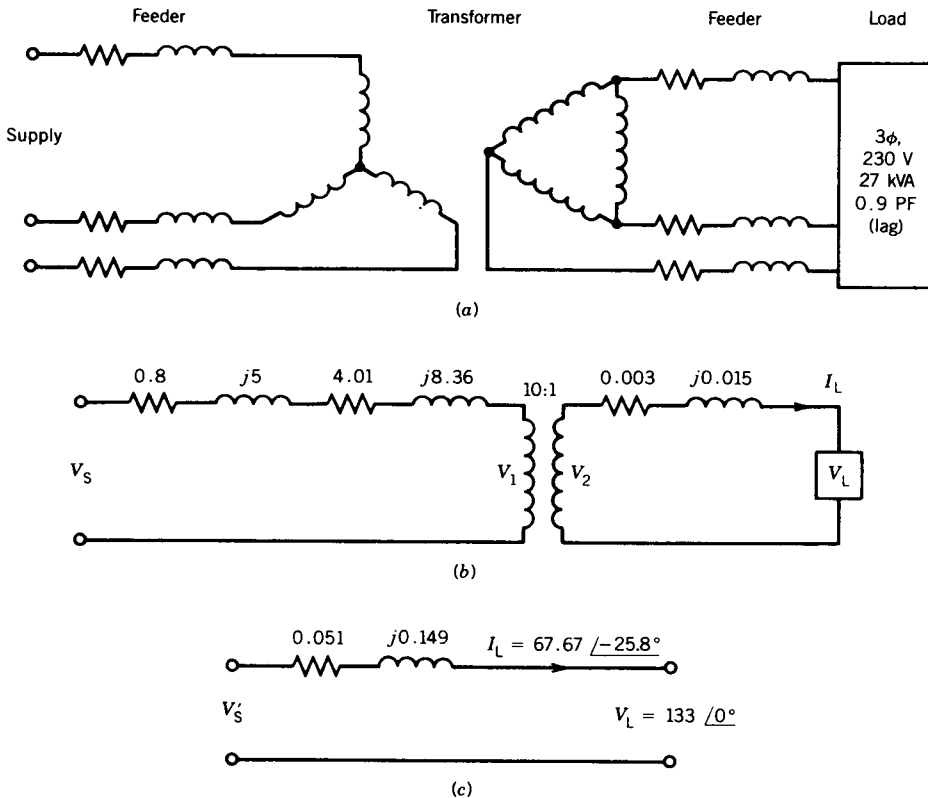 Feeder
Transformer
Feeder
Load
Supply
3ϕ,
230 V
27 kVA
0.9 PF
(lag)
(a)
0.8
j5
4.01
j8.36
10:1
0.003
j0.015
I_L
V_S
V_1
V_2
V_L
(b)
0.051
j0.149
I_L = 67.67 /−25.8°
V_S′
V_L = 133 /0°
(c)